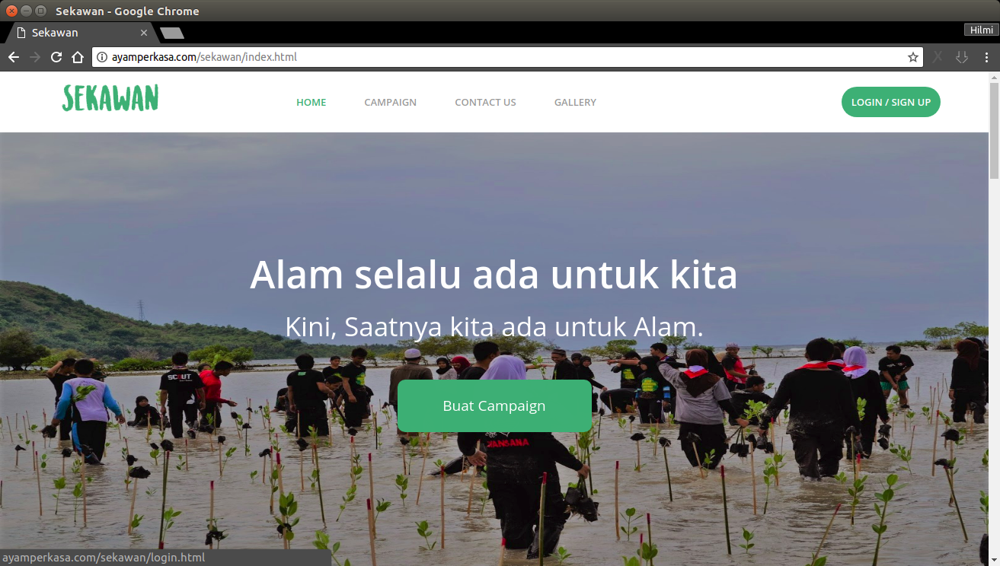 Sekawan - Google Chrome
Sekawan
Hilmi
ayamperkasa.com/sekawan/index.html
SEKAWAN
HOME
CAMPAIGN
CONTACT US
GALLERY
LOGIN / SIGN UP
Alam selalu ada untuk kita
Kini, Saatnya kita ada untuk Alam.
SCOUT
Buat Campaign
ayamperkasa.com/sekawan/login.html